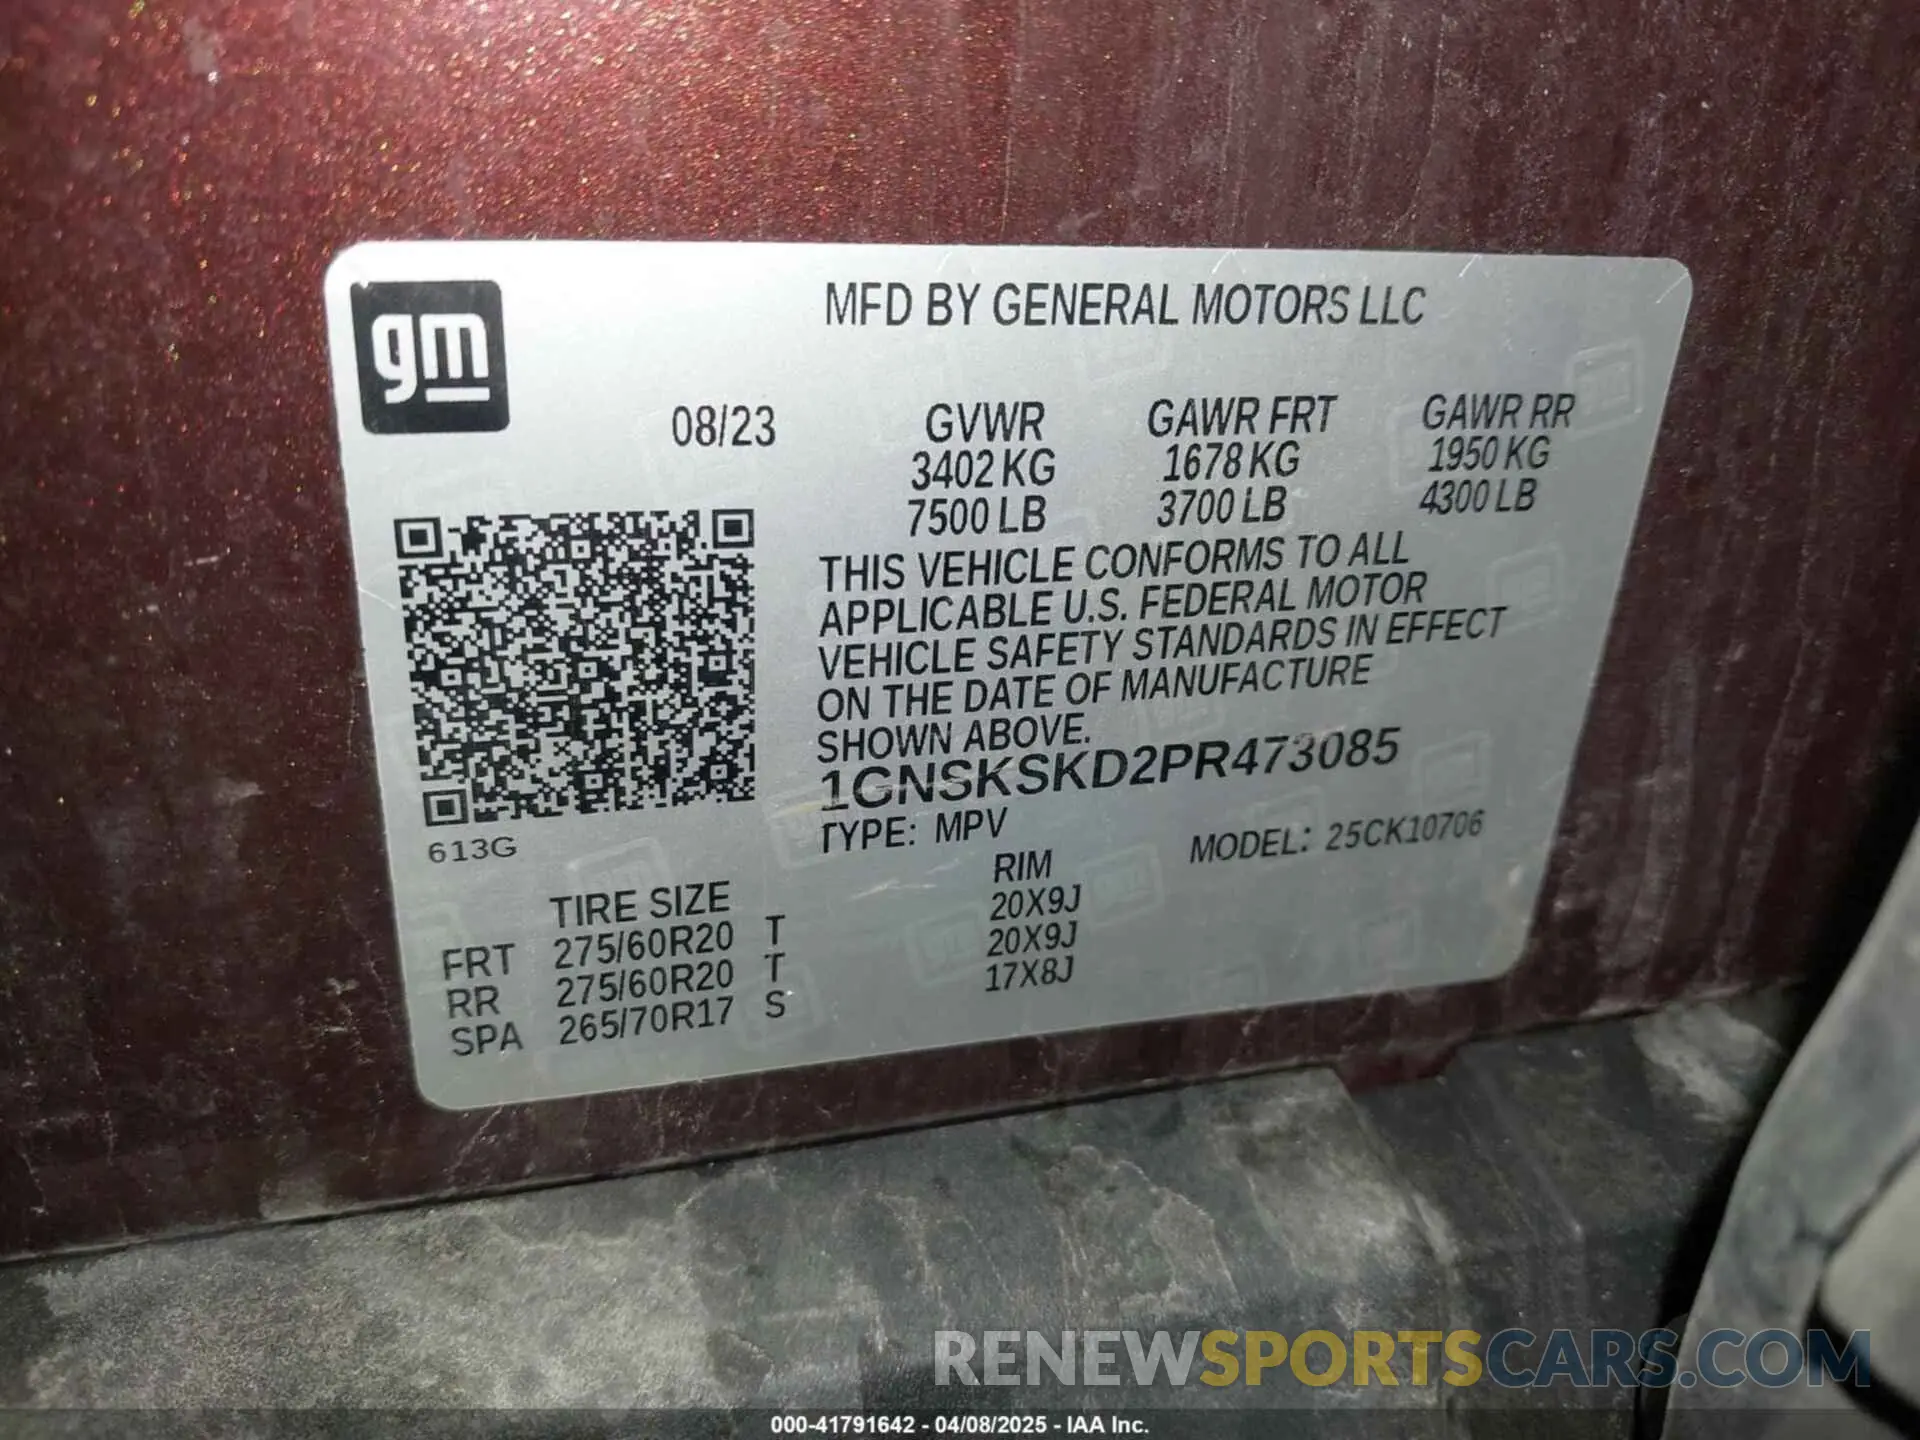 gm
MFD BY GENERAL MOTORS LLC
08/23 GVWR GAWR FRT GAWR RR
3402 KG 1678 KG 1950 KG
7500 LB 3700 LB 4300 LB
THIS VEHICLE CONFORMS TO ALL
APPLICABLE U.S. FEDERAL MOTOR
VEHICLE SAFETY STANDARDS IN EFFECT
ON THE DATE OF MANUFACTURE
SHOWN ABOVE.
1GNSKSKD2PR473085
613G
TYPE: MPV MODEL: 25CK10706
TIRE SIZE RIM
FRT 275/60R20 T 20X9J
RR 275/60R20 T 20X9J
SPA 265/70R17 S 17X8J
RENEWSPORTSCARS.COM
000-41791642 - 04/08/2025 - IAA Inc.